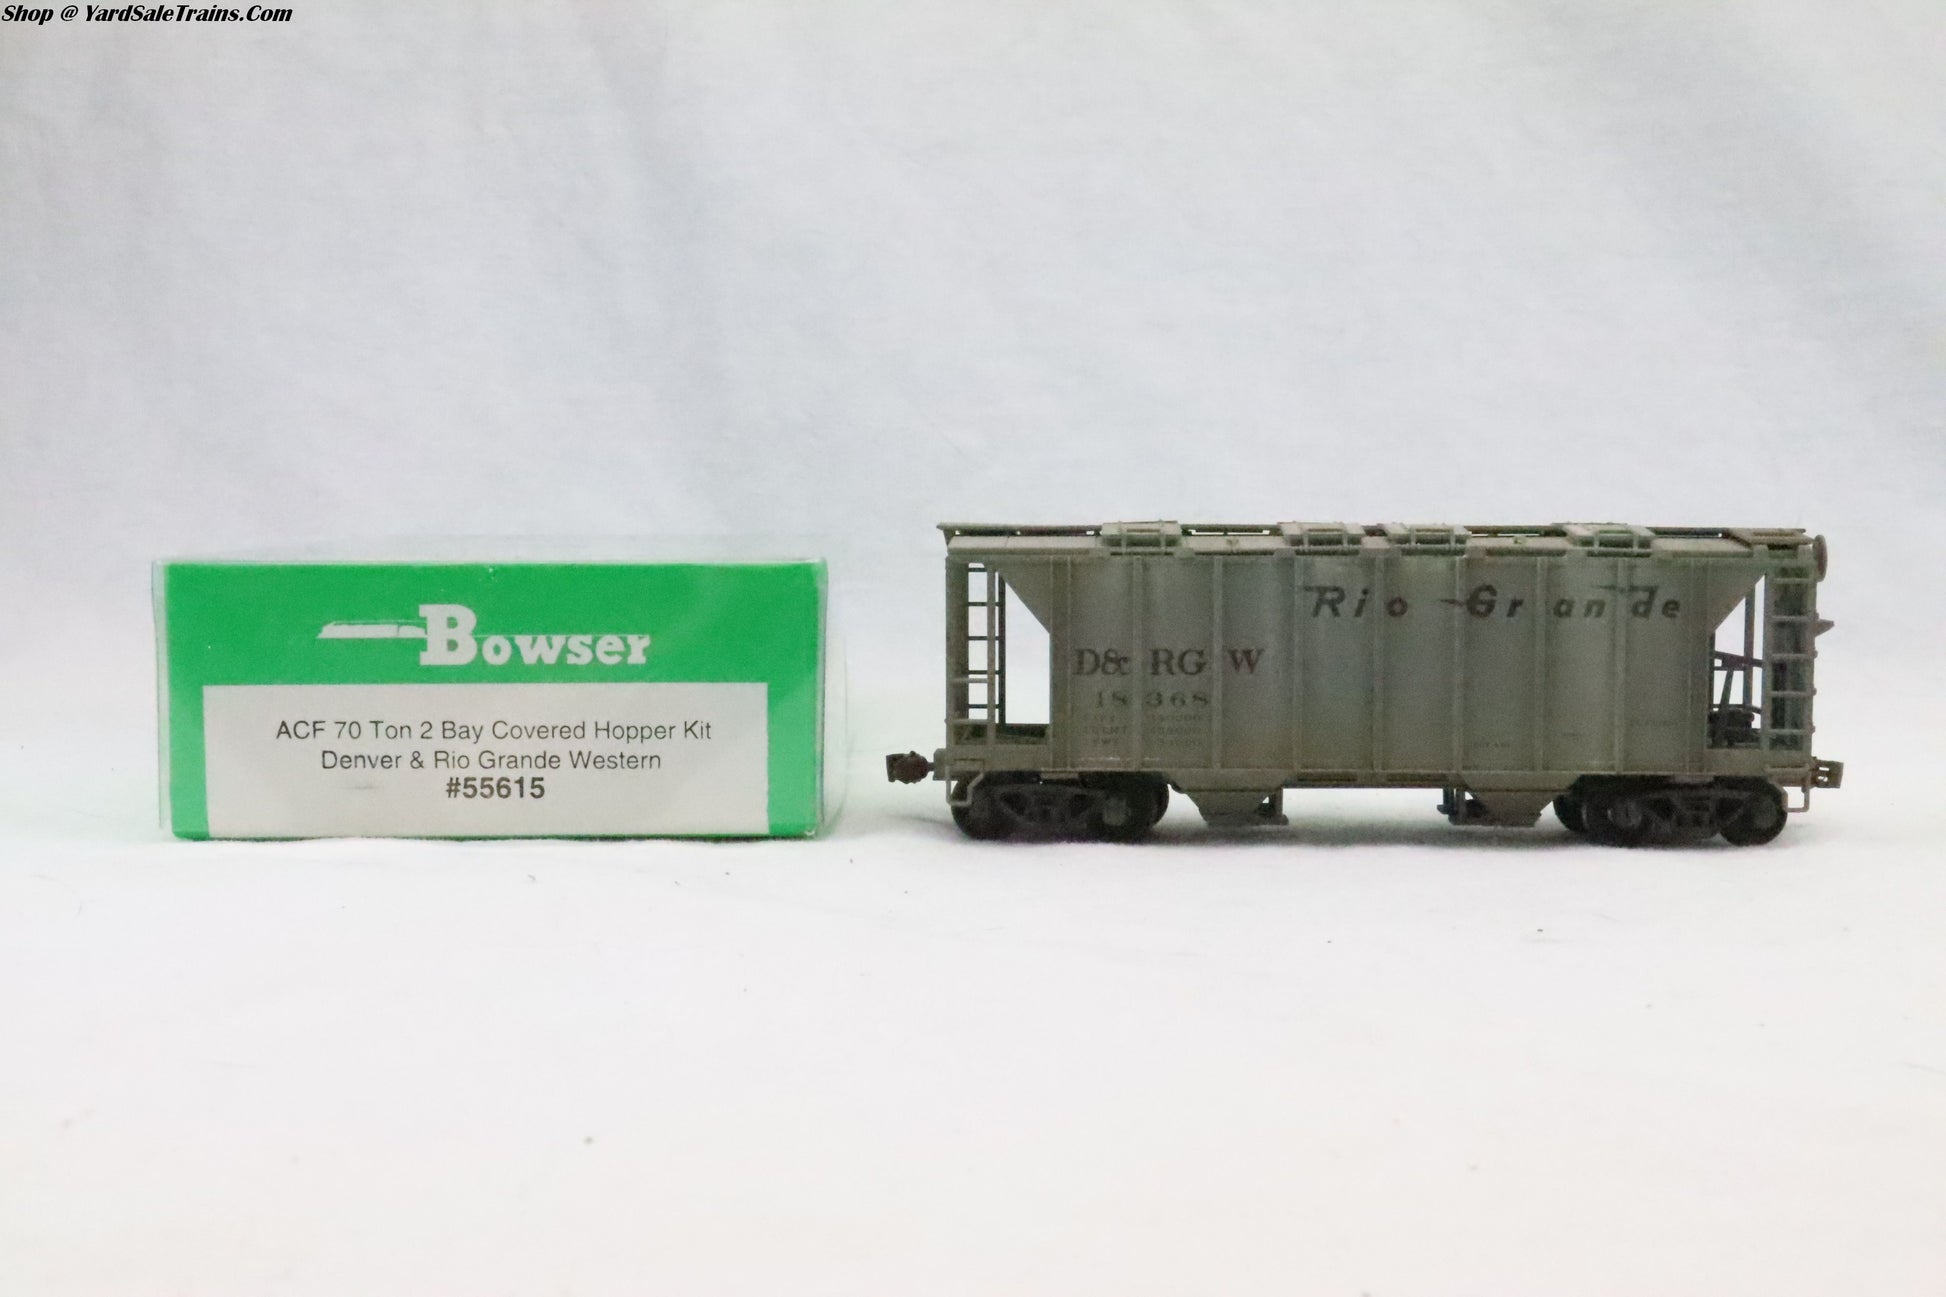 Shop @ YardSaleTrains.Com
Bowser
ACF 70 Ton 2 Bay Covered Hopper Kit
Denver & Rio Grande Western
#55615
Rio Grande
D&RGW
18368